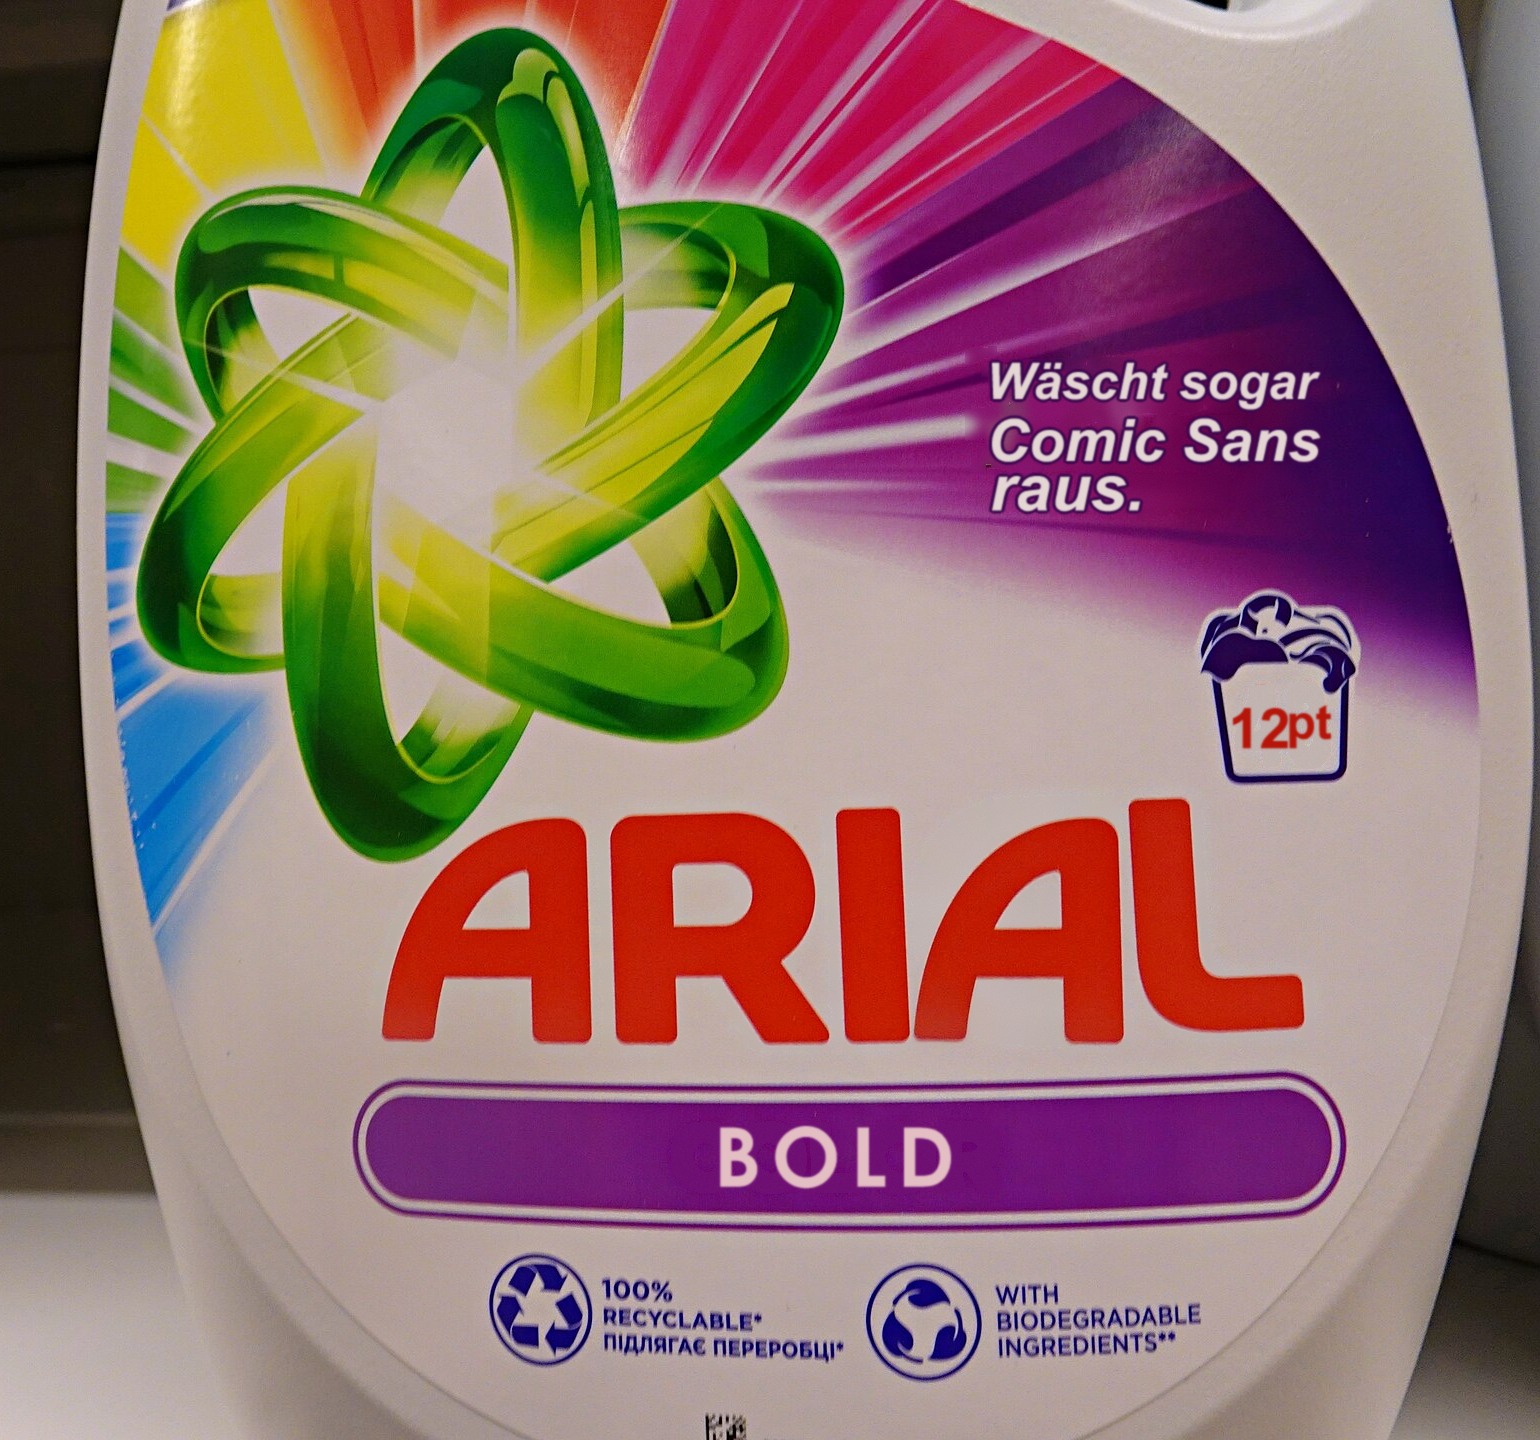 Wäscht sogar
Comic Sans
raus.
12pt
ARIAL
BOLD
100%
RECYCLABLE*
ПІДЛЯГАЄ ПЕРЕРОБЦІ*
WITH
BIODEGRADABLE
INGREDIENTS**